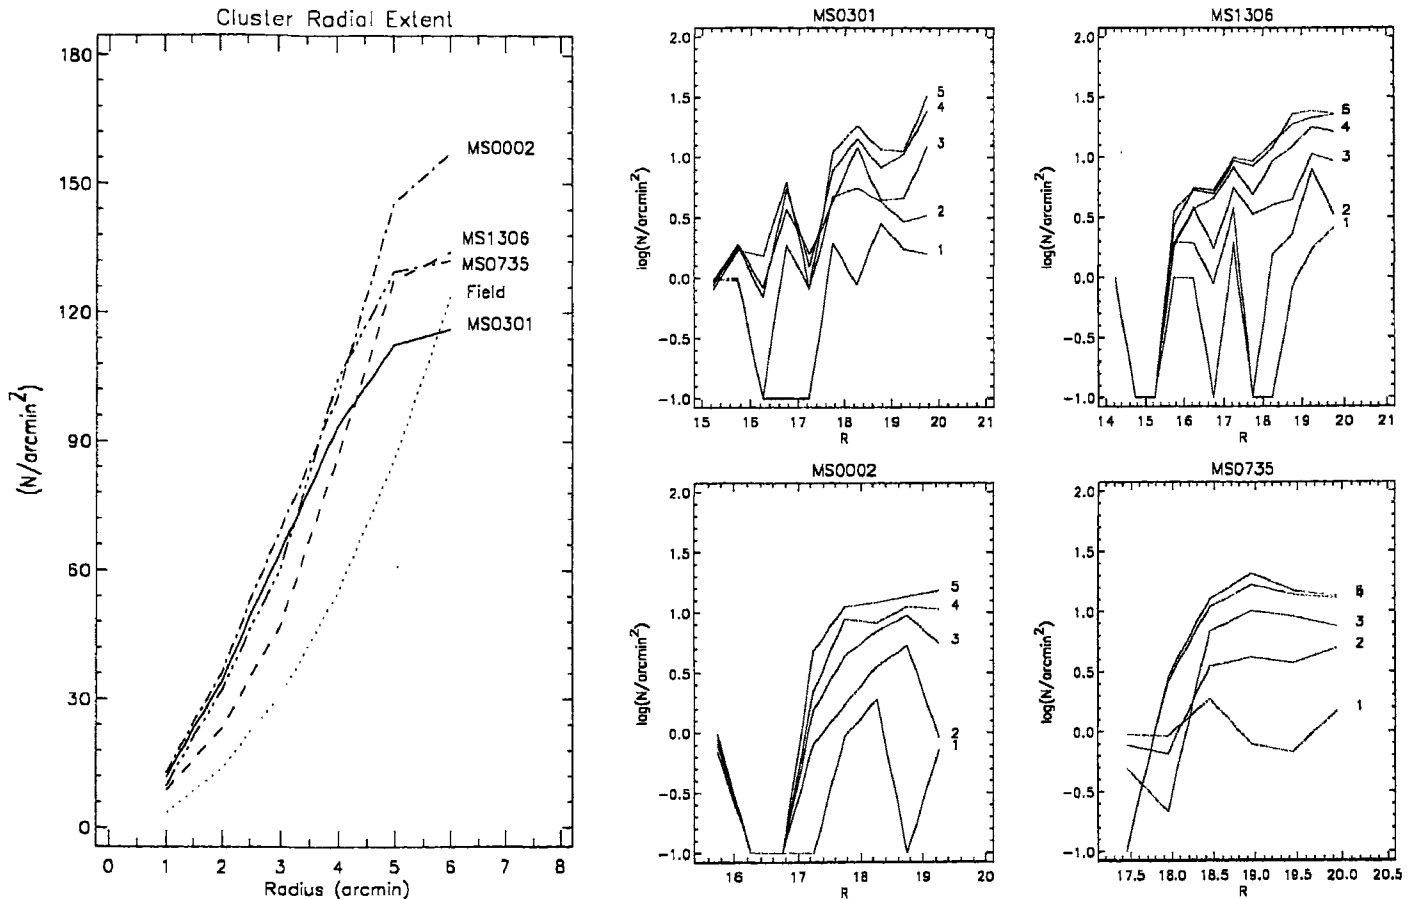 Cluster Radial Extent
180
150
120
90
60
30
0
(N/arcmin²)
MS0002
MS1306
MS0735
Field
MS0301
0 1 2 3 4 5 6 7 8
Radius (arcmin)
MS0301
2.0
1.5
1.0
0.5
0.0
−0.5
−1.0
log(N/arcmin²)
5
4
3
2
1
15 16 17 18 19 20 21
R
MS1306
2.0
1.5
1.0
0.5
0.0
−0.5
−1.0
log(N/arcmin²)
4
3
2
1
14 15 16 17 18 19 20 21
R
MS0002
2.0
1.5
1.0
0.5
0.0
−0.5
−1.0
log(N/arcmin²)
5
4
3
2
1
16 17 18 19 20
R
MS0735
2.0
1.5
1.0
0.5
0.0
−0.5
−1.0
log(N/arcmin²)
3
2
1
17.5 18.0 18.5 19.0 19.5 20.0 20.5
R